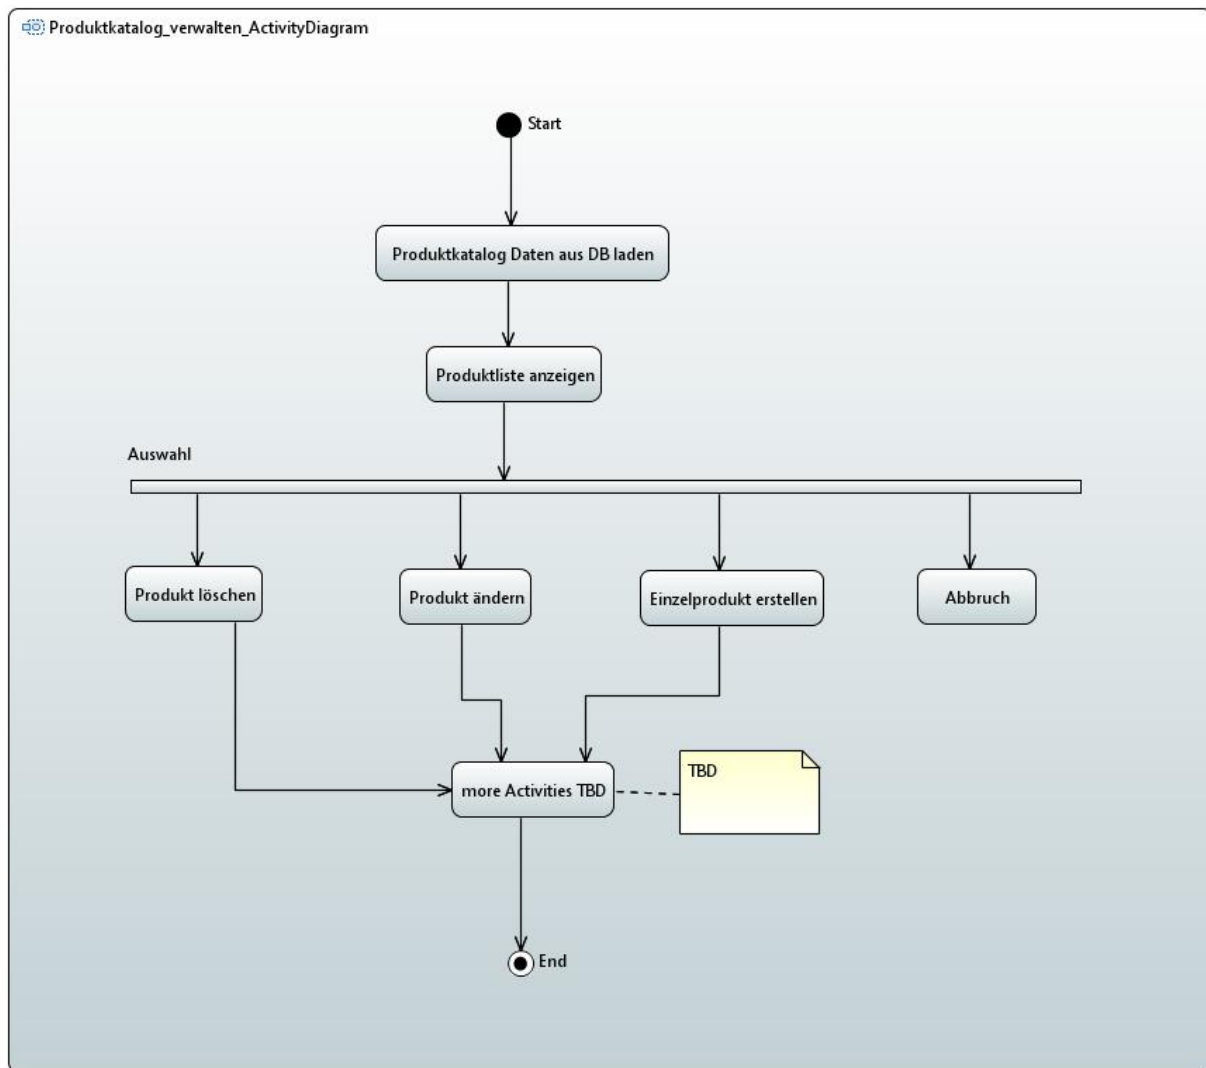 Produktkatalog_verwalten_ActivityDiagram
Start
Produktkatalog Daten aus DB laden
Produktliste anzeigen
Auswahl
Produkt löschen
Produkt ändern
Einzelprodukt erstellen
Abbruch
more Activities TBD
TBD
End